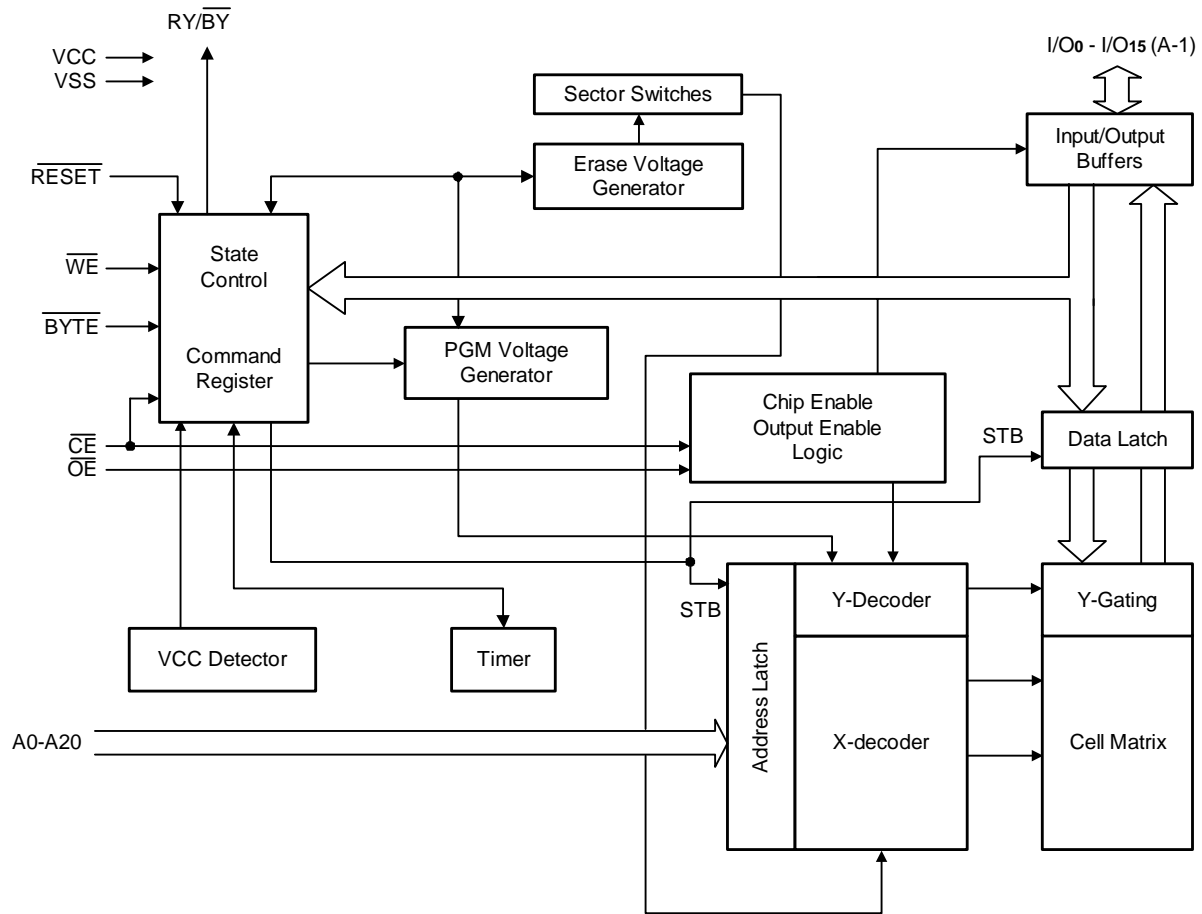 RY/BY
VCC
VSS
I/O0 - I/O15 (A-1)
Sector Switches
Input/Output
Buffers
Erase Voltage
Generator
RESET
WE
State
Control
BYTE
Command
Register
PGM Voltage
Generator
Chip Enable
Output Enable
Logic
CE
OE
STB
Data Latch
STB
Y-Decoder
Y-Gating
VCC Detector
Timer
Address Latch
A0-A20
X-decoder
Cell Matrix